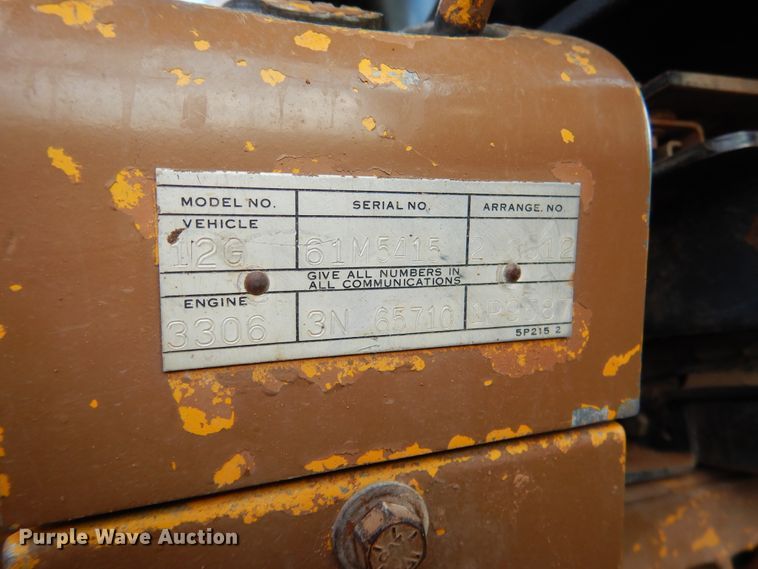 MODEL NO. SERIAL NO. ARRANGE. NO
VEHICLE
12G 61M5415
GIVE ALL NUMBERS IN
ALL COMMUNICATIONS
ENGINE
3306 3N 65710
5P215 2
Purple Wave Auction